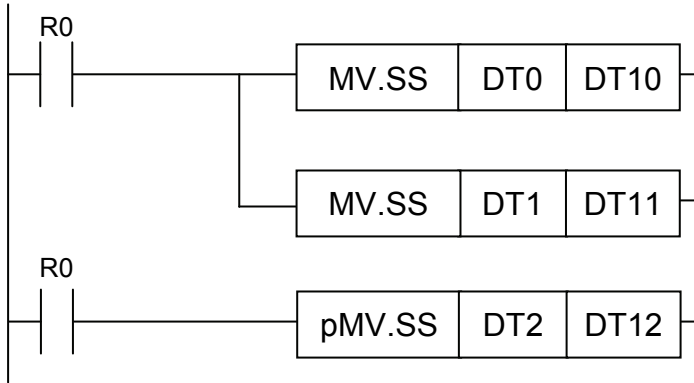 R0
MV.SS DT0 DT10
MV.SS DT1 DT11
R0
pMV.SS DT2 DT12